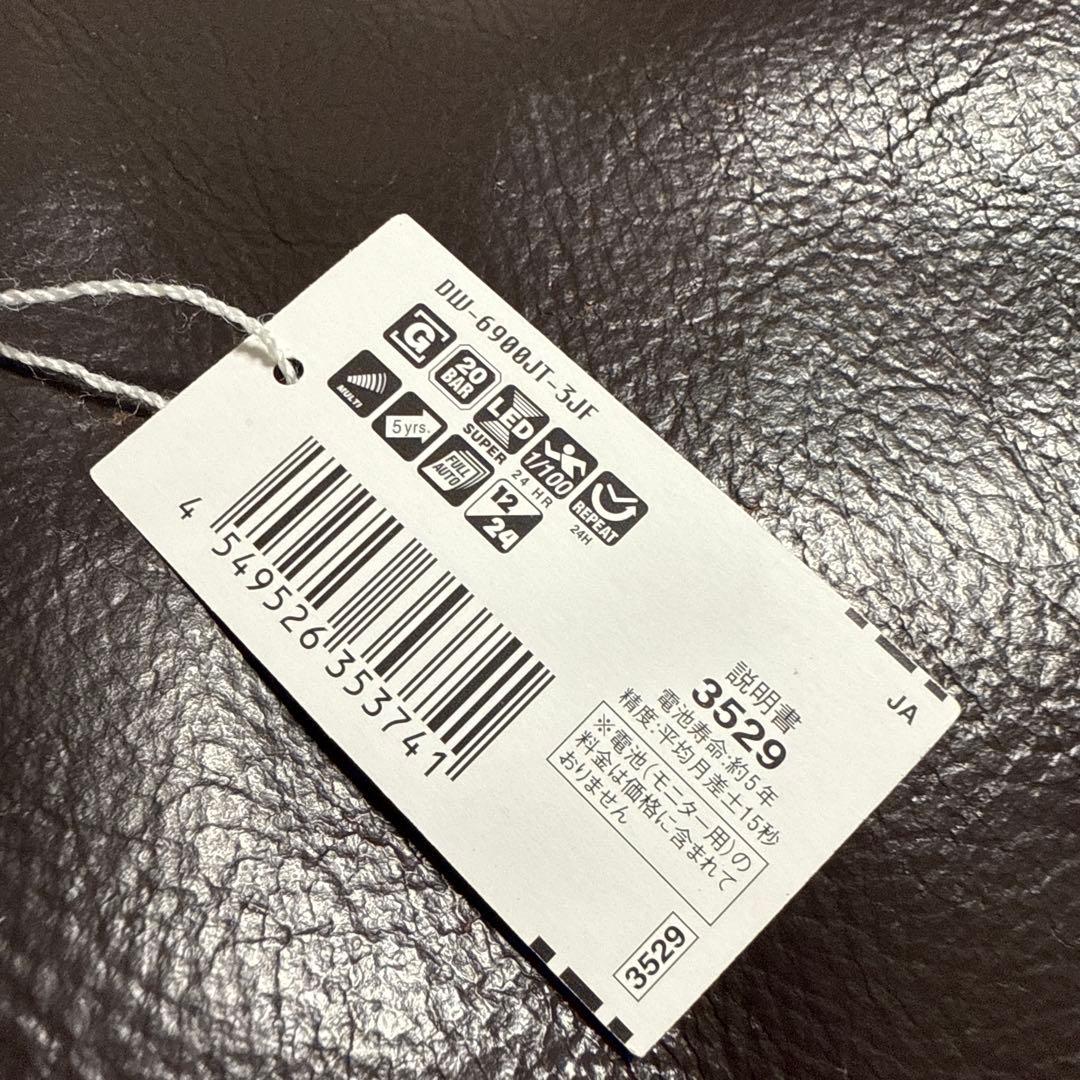 DW-6900JT-3JF
G
20 BAR
LED
SUPER
1/100
24 HR
REPEAT
24H
MULTI
5 yrs.
FULL AUTO
12/24
4 549526 353741
JA
説明書
3529
電池寿命:約5年
精度:平均月差±15秒
※電池(モニター用)の
料金は価格に含まれて
おりません
3529